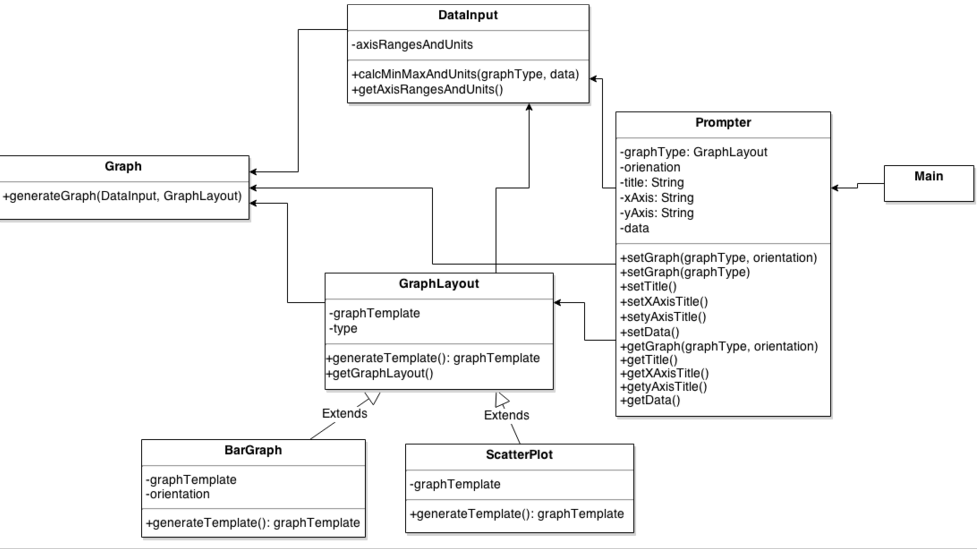 DataInput
-axisRangesAndUnits
+calcMinMaxAndUnits(graphType, data)
+getAxisRangesAndUnits()
Prompter
-graphType: GraphLayout
-orienation
-title: String
-xAxis: String
-yAxis: String
-data
+setGraph(graphType, orientation)
+setGraph(graphType)
+setTitle()
+setXAxisTitle()
+setyAxisTitle()
+setData()
+getGraph(graphType, orientation)
+getTitle()
+getXAxisTitle()
+getyAxisTitle()
+getData()
Main
Graph
+generateGraph(DataInput, GraphLayout)
GraphLayout
-graphTemplate
-type
+generateTemplate(): graphTemplate
+getGraphLayout()
Extends
Extends
BarGraph
-graphTemplate
-orientation
+generateTemplate(): graphTemplate
ScatterPlot
-graphTemplate
+generateTemplate(): graphTemplate